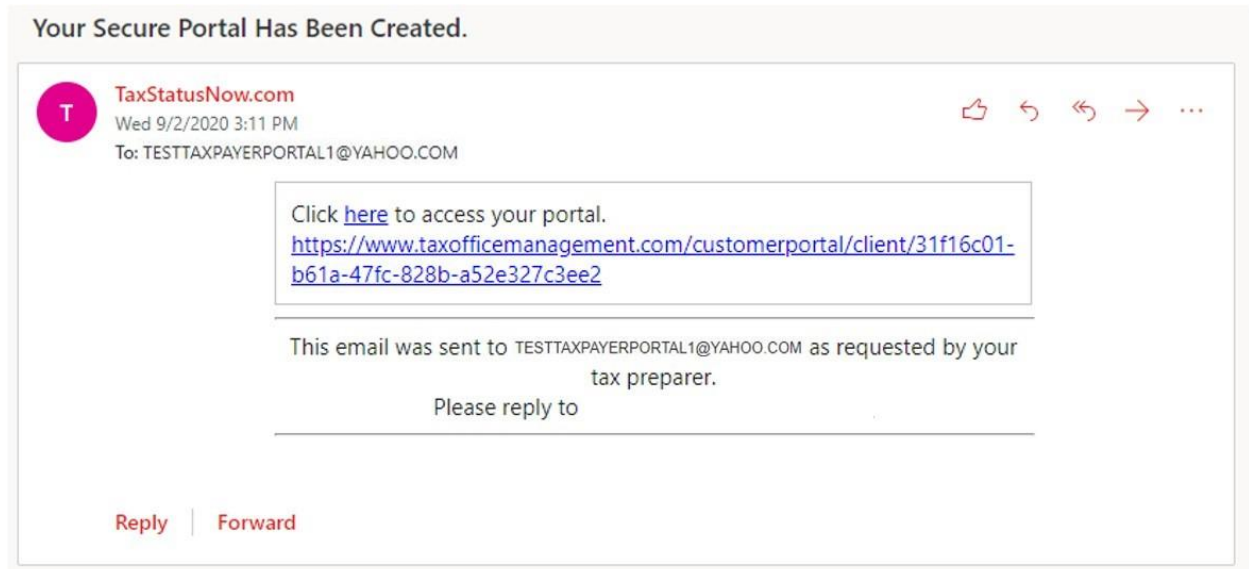 Your Secure Portal Has Been Created.
T
TaxStatusNow.com
Wed 9/2/2020 3:11 PM
To: TESTTAXPAYERPORTAL1@YAHOO.COM
Click here to access your portal.
https://www.taxofficemanagement.com/customerportal/client/31f16c01-
b61a-47fc-828b-a52e327c3ee2
This email was sent to TESTTAXPAYERPORTAL1@YAHOO.COM as requested by your
tax preparer.
Please reply to
Reply
Forward